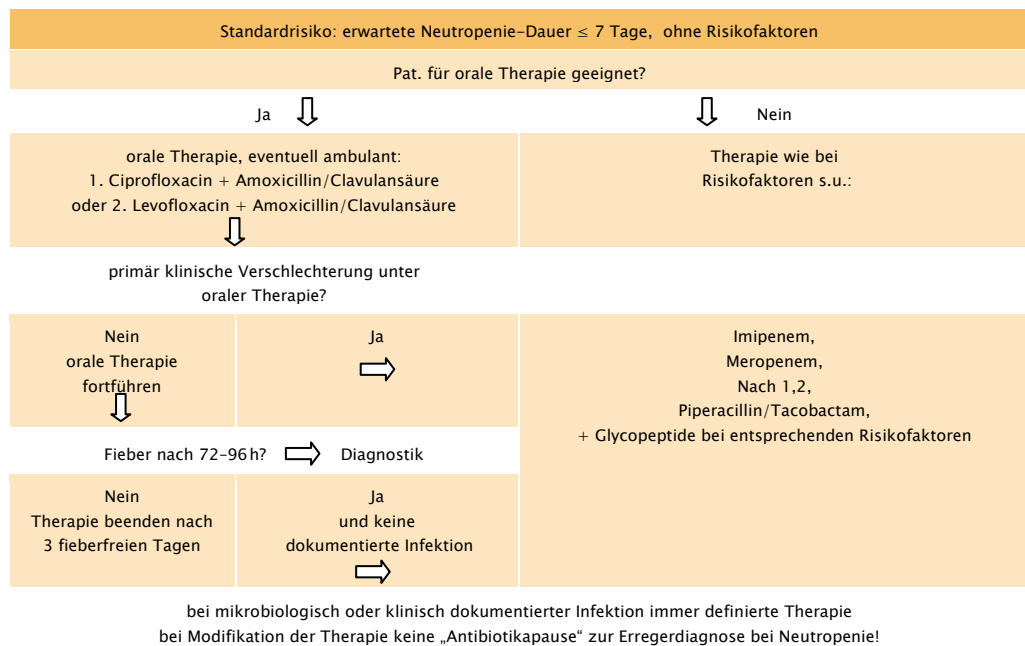 Standardrisiko: erwartete Neutropenie-Dauer ≤ 7 Tage, ohne Risikofaktoren
Pat. für orale Therapie geeignet?
Ja
Nein
orale Therapie, eventuell ambulant:
1. Ciprofloxacin + Amoxicillin/Clavulansäure
oder 2. Levofloxacin + Amoxicillin/Clavulansäure
Therapie wie bei
Risikofaktoren s.u.:
primär klinische Verschlechterung unter
oraler Therapie?
Nein
orale Therapie
fortführen
Ja
Imipenem,
Meropenem,
Nach 1,2,
Piperacillin/Tacobactam,
+ Glycopeptide bei entsprechenden Risikofaktoren
Fieber nach 72–96 h?
Diagnostik
Nein
Therapie beenden nach
3 fieberfreien Tagen
Ja
und keine
dokumentierte Infektion
bei mikrobiologisch oder klinisch dokumentierter Infektion immer definierte Therapie
bei Modifikation der Therapie keine „Antibiotikapause“ zur Erregerdiagnose bei Neutropenie!